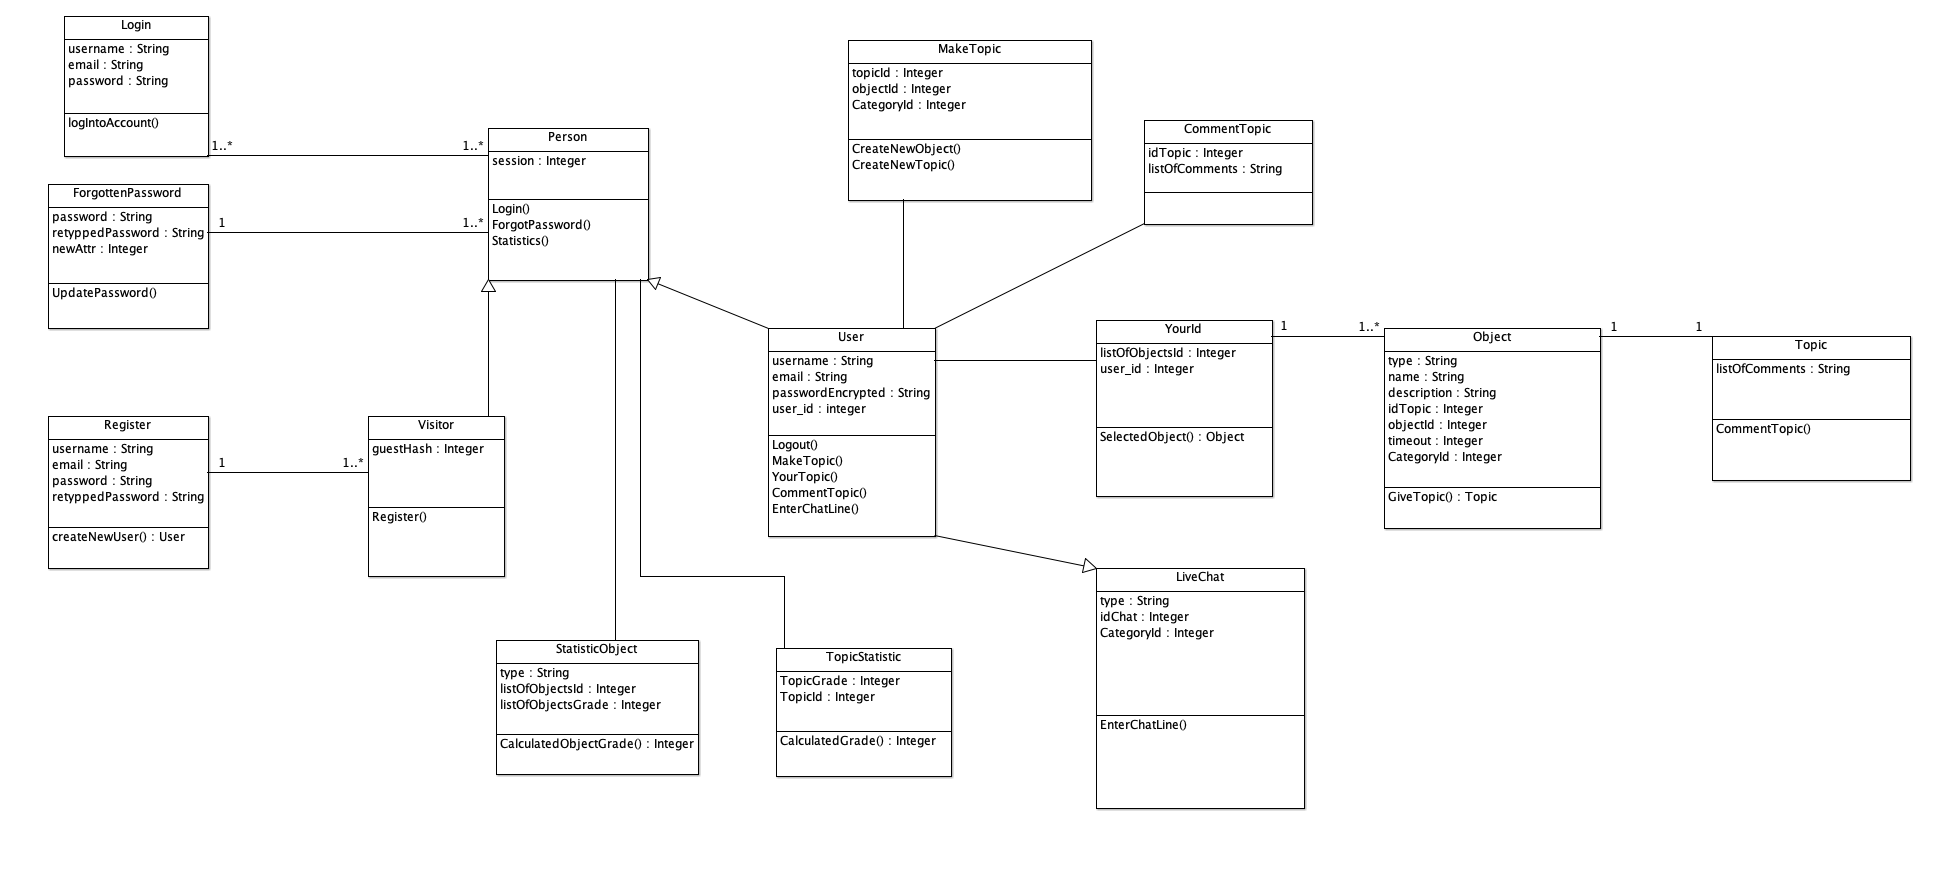 Login
username : String
email : String
password : String
logIntoAccount()
1..*
1..*
ForgottenPassword
password : String
retyppedPassword : String
newAttr : Integer
UpdatePassword()
1
1..*
Person
session : Integer
Login()
ForgotPassword()
Statistics()
MakeTopic
topicId : Integer
objectId : Integer
CategoryId : Integer
CreateNewObject()
CreateNewTopic()
CommentTopic
idTopic : Integer
listOfComments : String
Register
username : String
email : String
password : String
retyppedPassword : String
createNewUser() : User
1
1..*
Visitor
guestHash : Integer
Register()
User
username : String
email : String
passwordEncrypted : String
user_id : integer
Logout()
MakeTopic()
YourTopic()
CommentTopic()
EnterChatLine()
YourId
listOfObjectsId : Integer
user_id : Integer
SelectedObject() : Object
1
1..*
Object
type : String
name : String
description : String
idTopic : Integer
objectId : Integer
timeout : Integer
CategoryId : Integer
GiveTopic() : Topic
1
1
Topic
listOfComments : String
CommentTopic()
StatisticObject
type : String
listOfObjectsId : Integer
listOfObjectsGrade : Integer
CalculatedObjectGrade() : Integer
TopicStatistic
TopicGrade : Integer
TopicId : Integer
CalculatedGrade() : Integer
LiveChat
type : String
idChat : Integer
CategoryId : Integer
EnterChatLine()